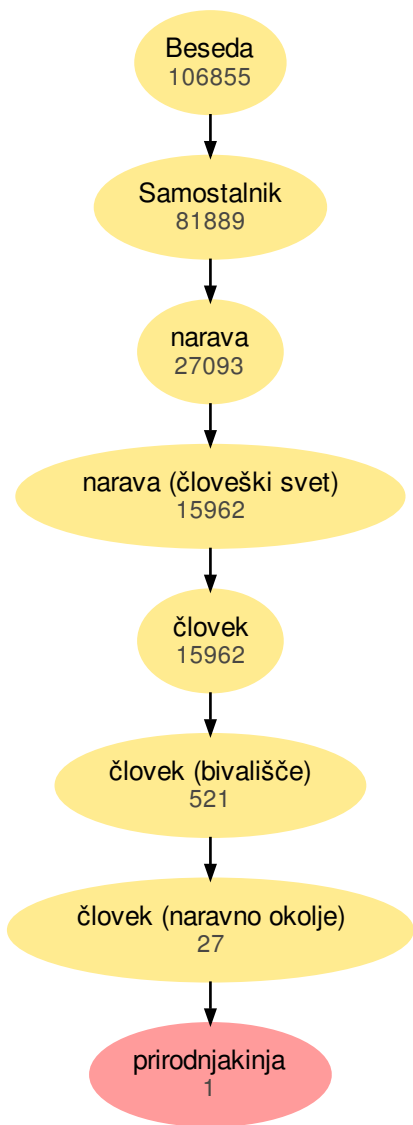 Beseda
106855
Samostalnik
81889
narava
27093
narava (človeški svet)
15962
človek
15962
človek (bivališče)
521
človek (naravno okolje)
27
prirodnjakinja
1